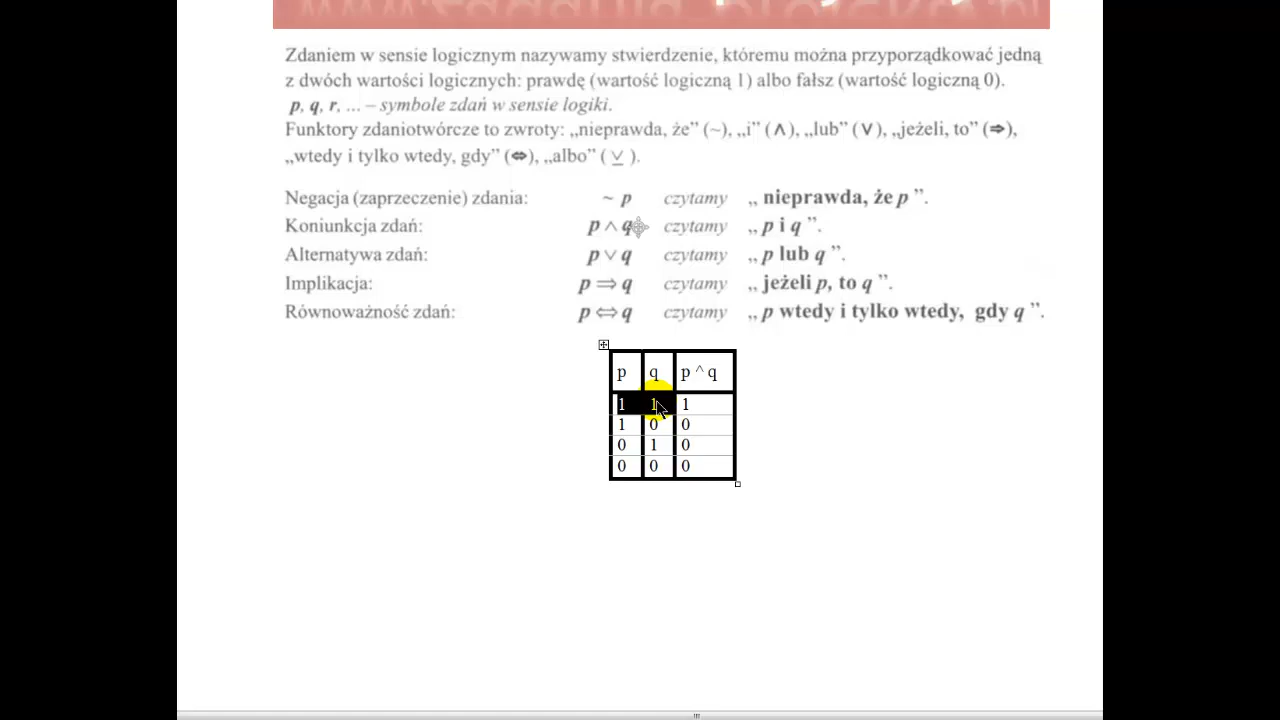 Zdaniem w sensie logicznym nazywamy stwierdzenie, któremu można przyporządkować jedną
z dwóch wartości logicznych: prawdę (wartość logiczną 1) albo fałsz (wartość logiczną 0).
p, q, r, ... – symbole zdań w sensie logiki.
Funktory zdaniotwórcze to zwroty: „nieprawda, że” (~), „i” (∧), „lub” (∨), „jeżeli, to” (⇒),
„wtedy i tylko wtedy, gdy” (⇔), „albo” ( ⊻ ).
Negacja (zaprzeczenie) zdania: ~ p czytamy „ nieprawda, że p ”.
Koniunkcja zdań: p ∧ q czytamy „ p i q ”.
Alternatywa zdań: p ∨ q czytamy „ p lub q ”.
Implikacja: p ⇒ q czytamy „ jeżeli p, to q ”.
Równoważność zdań: p ⇔ q czytamy „ p wtedy i tylko wtedy, gdy q ”.
p q p ^ q
1 1 1
1 0 0
0 1 0
0 0 0